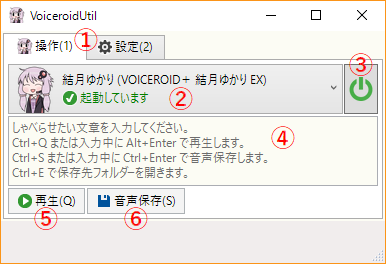 VoiceroidUtil
操作(1) ① 設定(2)
③
結月ゆかり (VOICEROID＋ 結月ゆかり EX)
起動しています ②
しゃべらせたい文章を入力してください。
Ctrl+Q または入力中に Alt+Enter で再生します。
Ctrl+S または入力中に Ctrl+Enter で音声保存します。
Ctrl+E で保存先フォルダーを開きます。
④
再生(Q) 音声保存(S)
⑤ ⑥